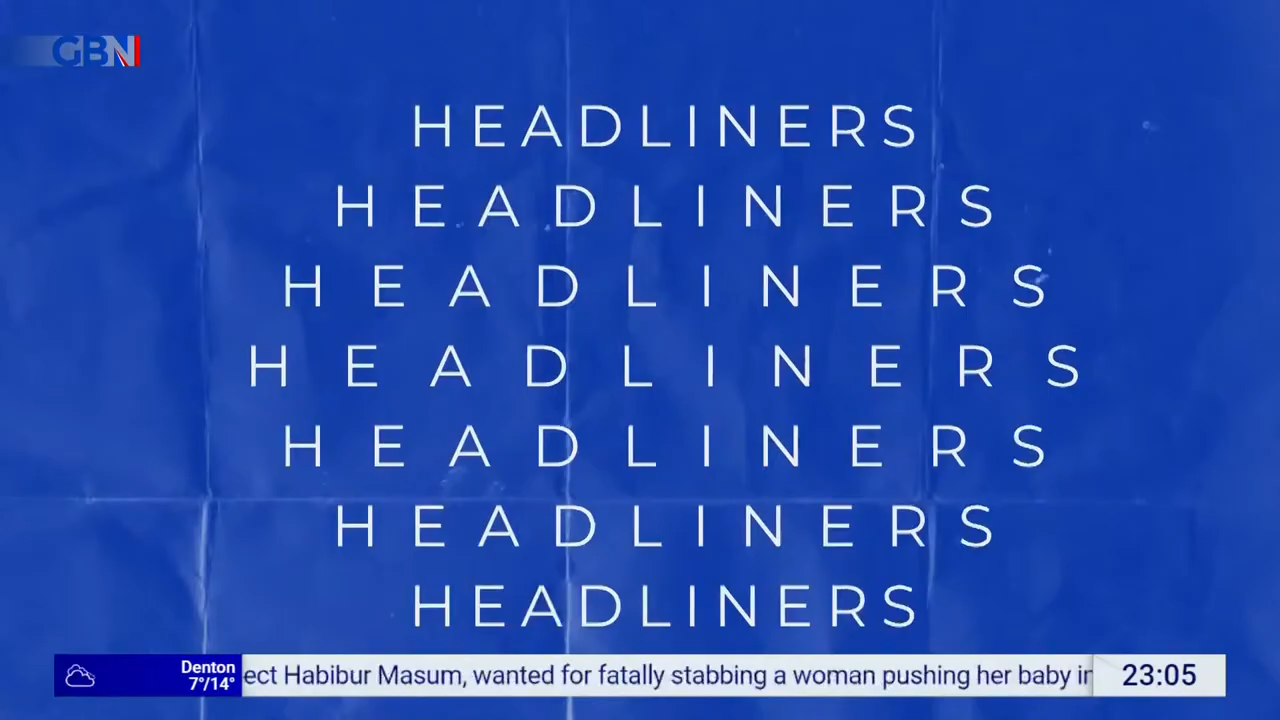 GBN
HEADLINERS
HEADLINERS
HEADLINERS
HEADLINERS
HEADLINERS
HEADLINERS
HEADLINERS
Denton
7°/14°
ect Habibur Masum, wanted for fatally stabbing a woman pushing her baby in
23:05